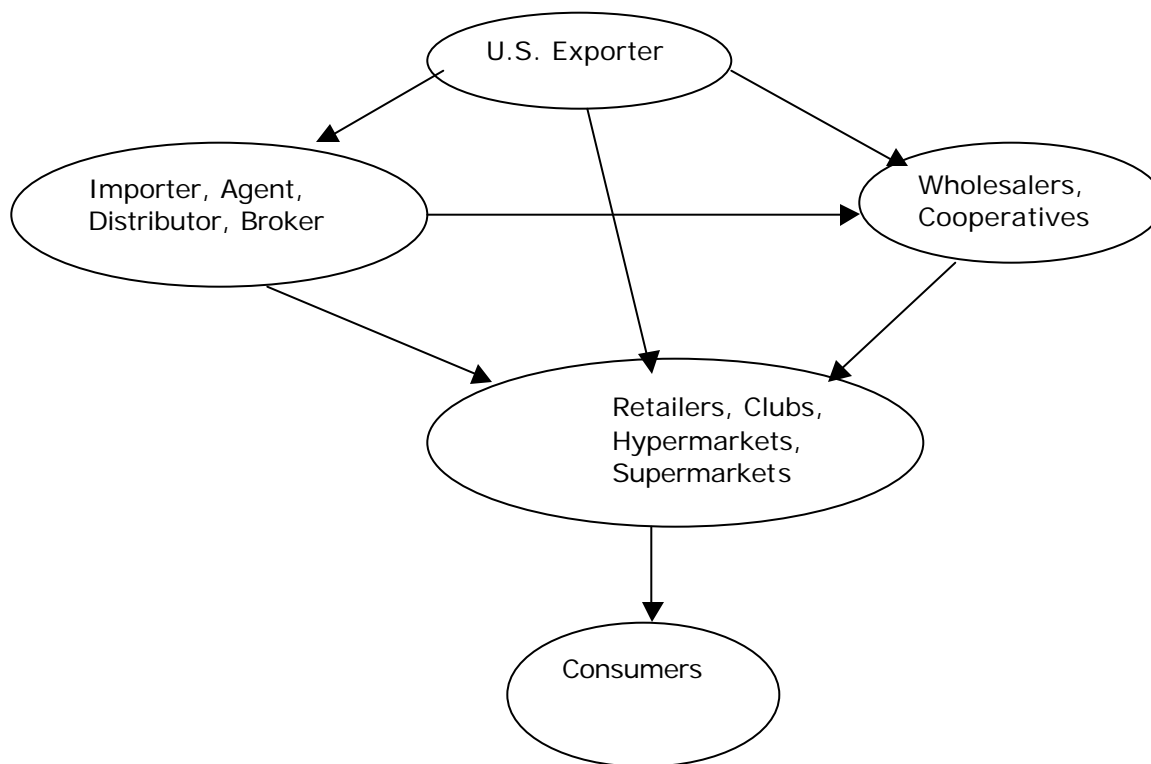 U.S. Exporter
Importer, Agent,
Distributor, Broker
Wholesalers,
Cooperatives
Retailers, Clubs,
Hypermarkets,
Supermarkets
Consumers